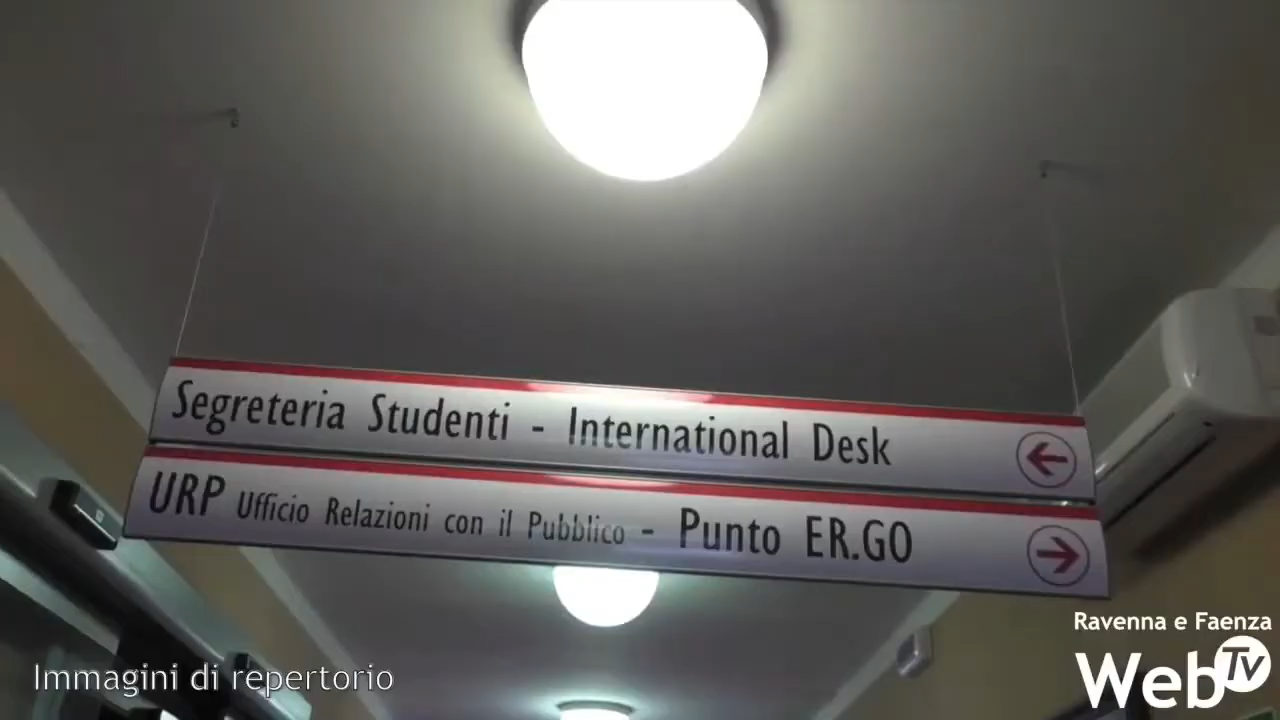 Segreteria Studenti - International Desk
URP Ufficio Relazioni con il Pubblico - Punto ER.GO
Immagini di repertorio
Ravenna e Faenza
WebTv